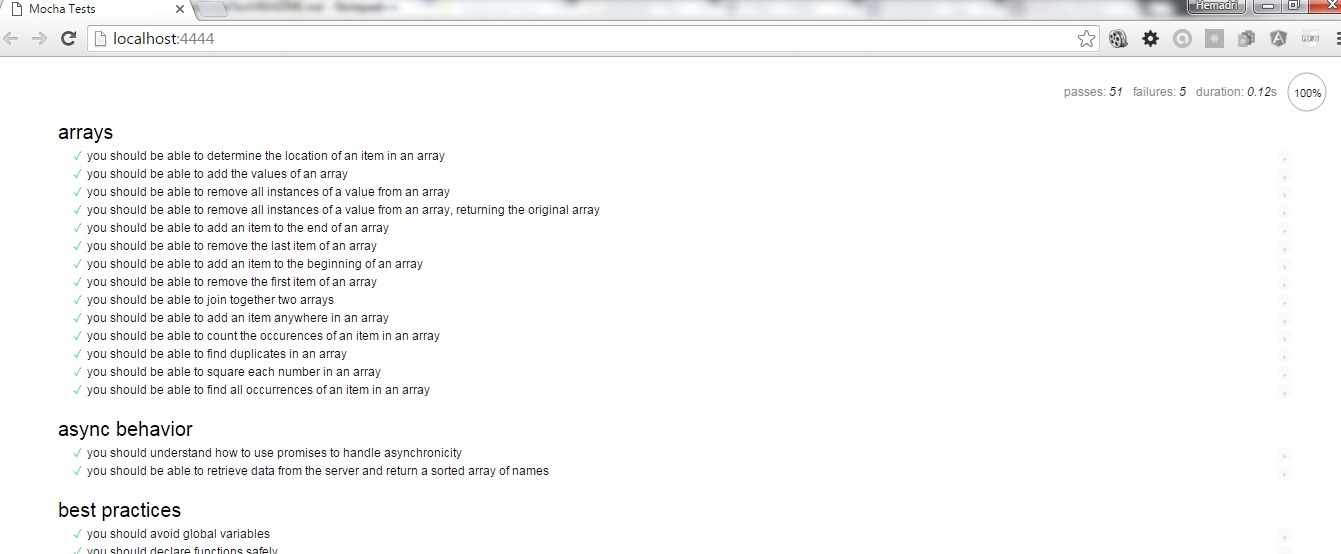 Mocha Tests
Hemadri
localhost:4444
passes: 51 failures: 5 duration: 0.12s 100%
arrays
✓ you should be able to determine the location of an item in an array
✓ you should be able to add the values of an array
✓ you should be able to remove all instances of a value from an array
✓ you should be able to remove all instances of a value from an array, returning the original array
✓ you should be able to add an item to the end of an array
✓ you should be able to remove the last item of an array
✓ you should be able to add an item to the beginning of an array
✓ you should be able to remove the first item of an array
✓ you should be able to join together two arrays
✓ you should be able to add an item anywhere in an array
✓ you should be able to count the occurences of an item in an array
✓ you should be able to find duplicates in an array
✓ you should be able to square each number in an array
✓ you should be able to find all occurrences of an item in an array
async behavior
✓ you should understand how to use promises to handle asynchronicity
✓ you should be able to retrieve data from the server and return a sorted array of names
best practices
✓ you should avoid global variables
✓ you should declare functions safely